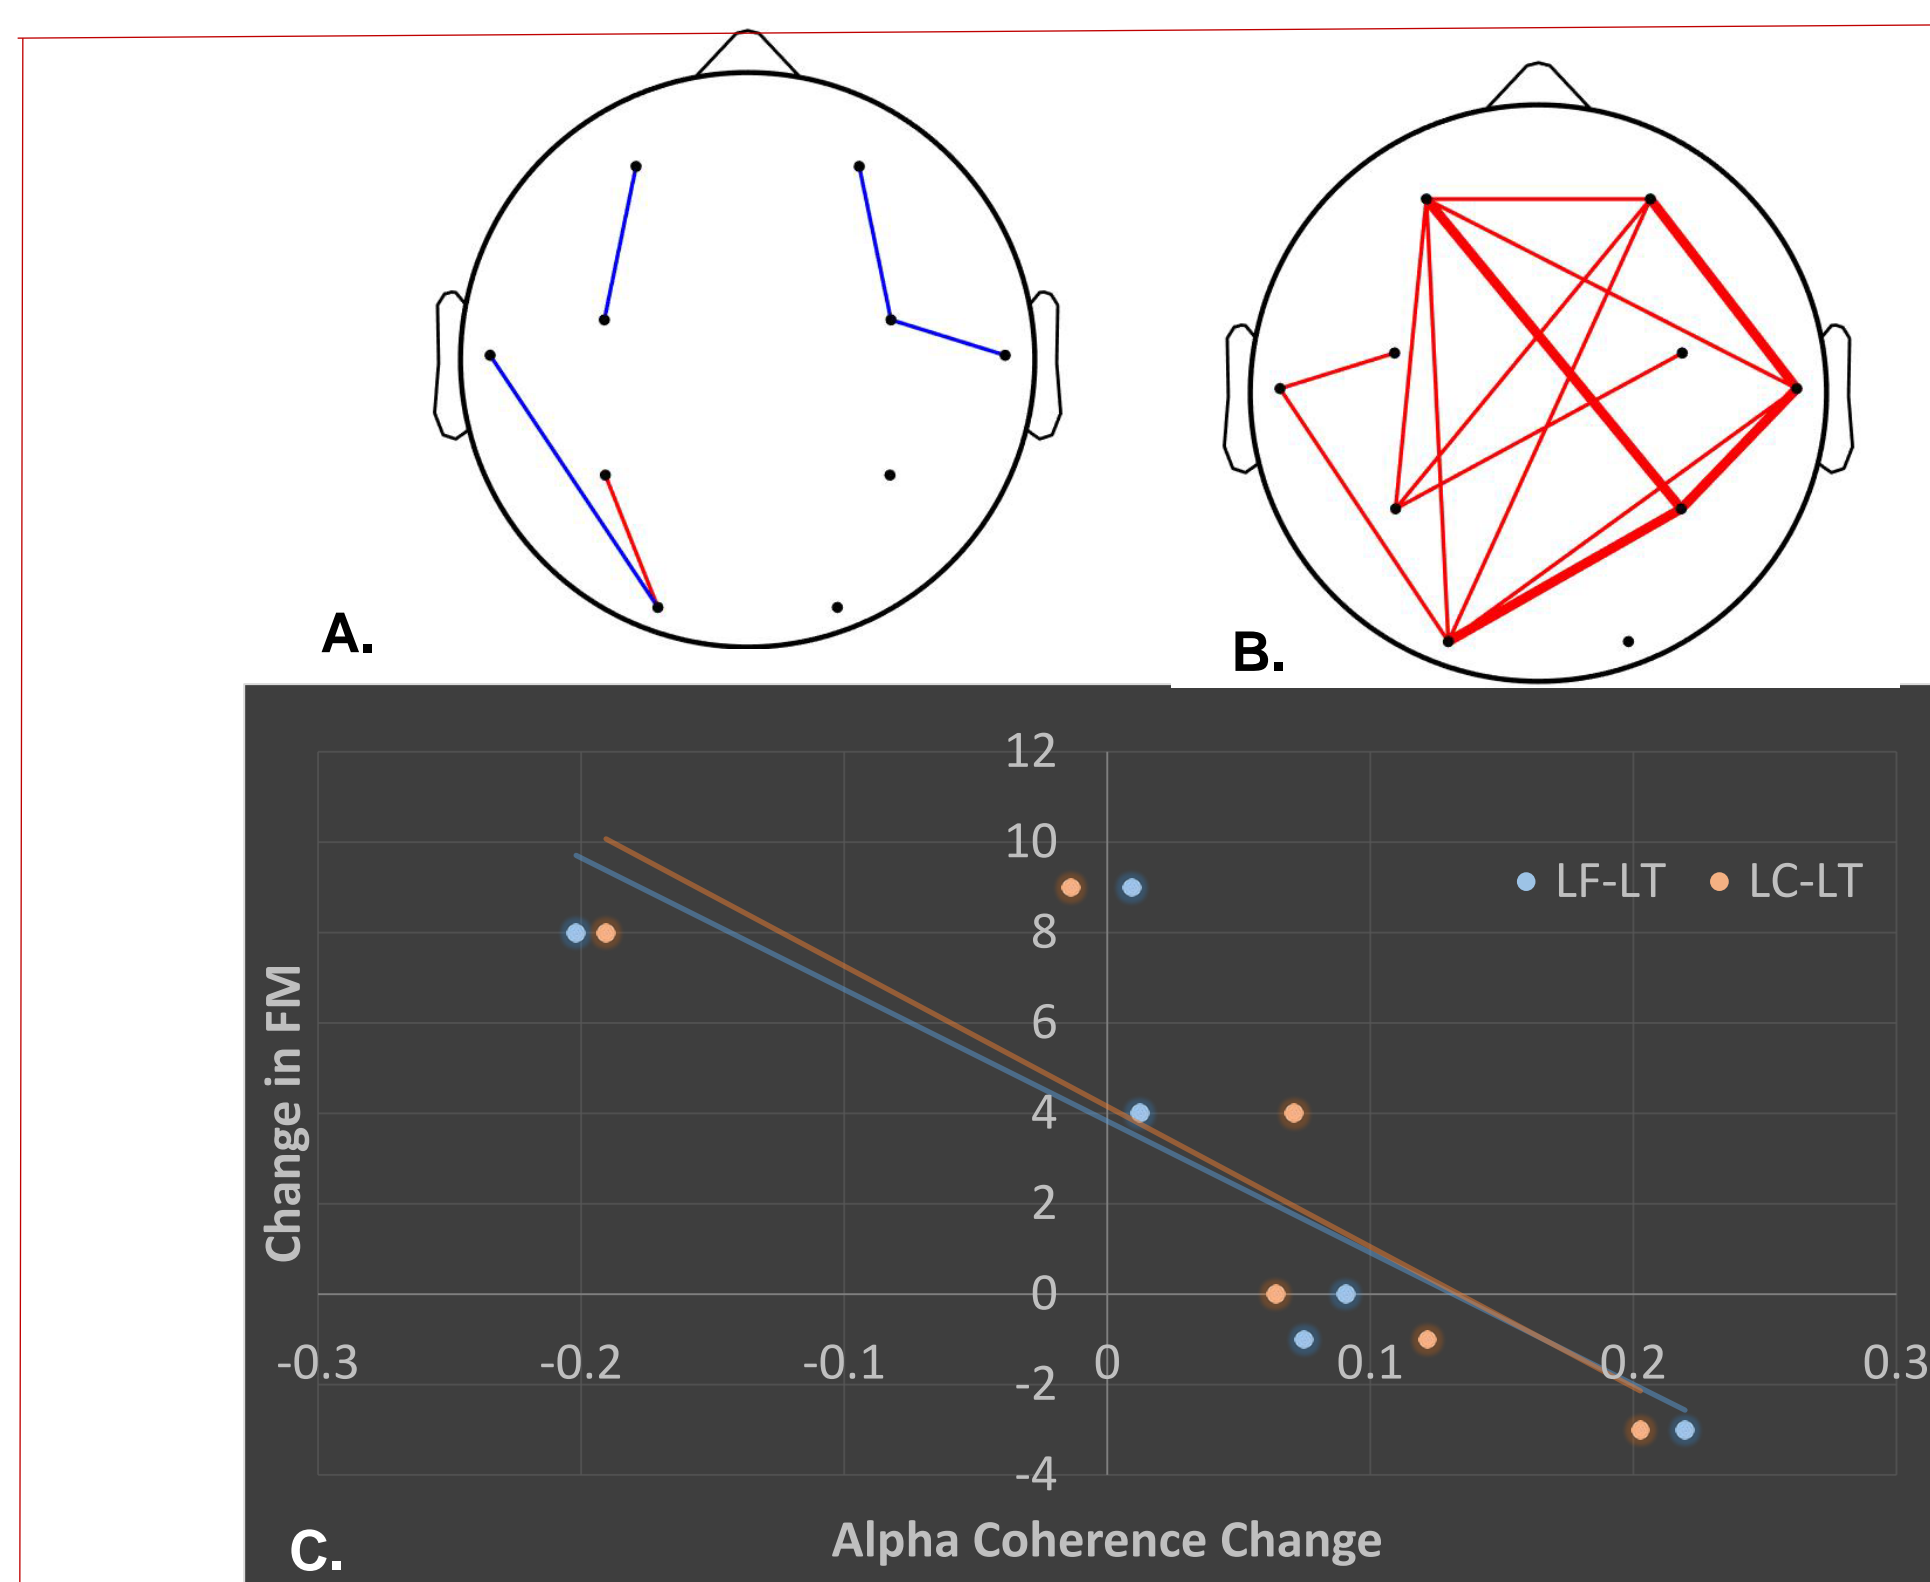 A.
B.
12
10
8
6
4
2
0
-2
-4
LF-LT LC-LT
Change in FM
-0.3 -0.2 -0.1 0 0.1 0.2 0.3
Alpha Coherence Change
C.